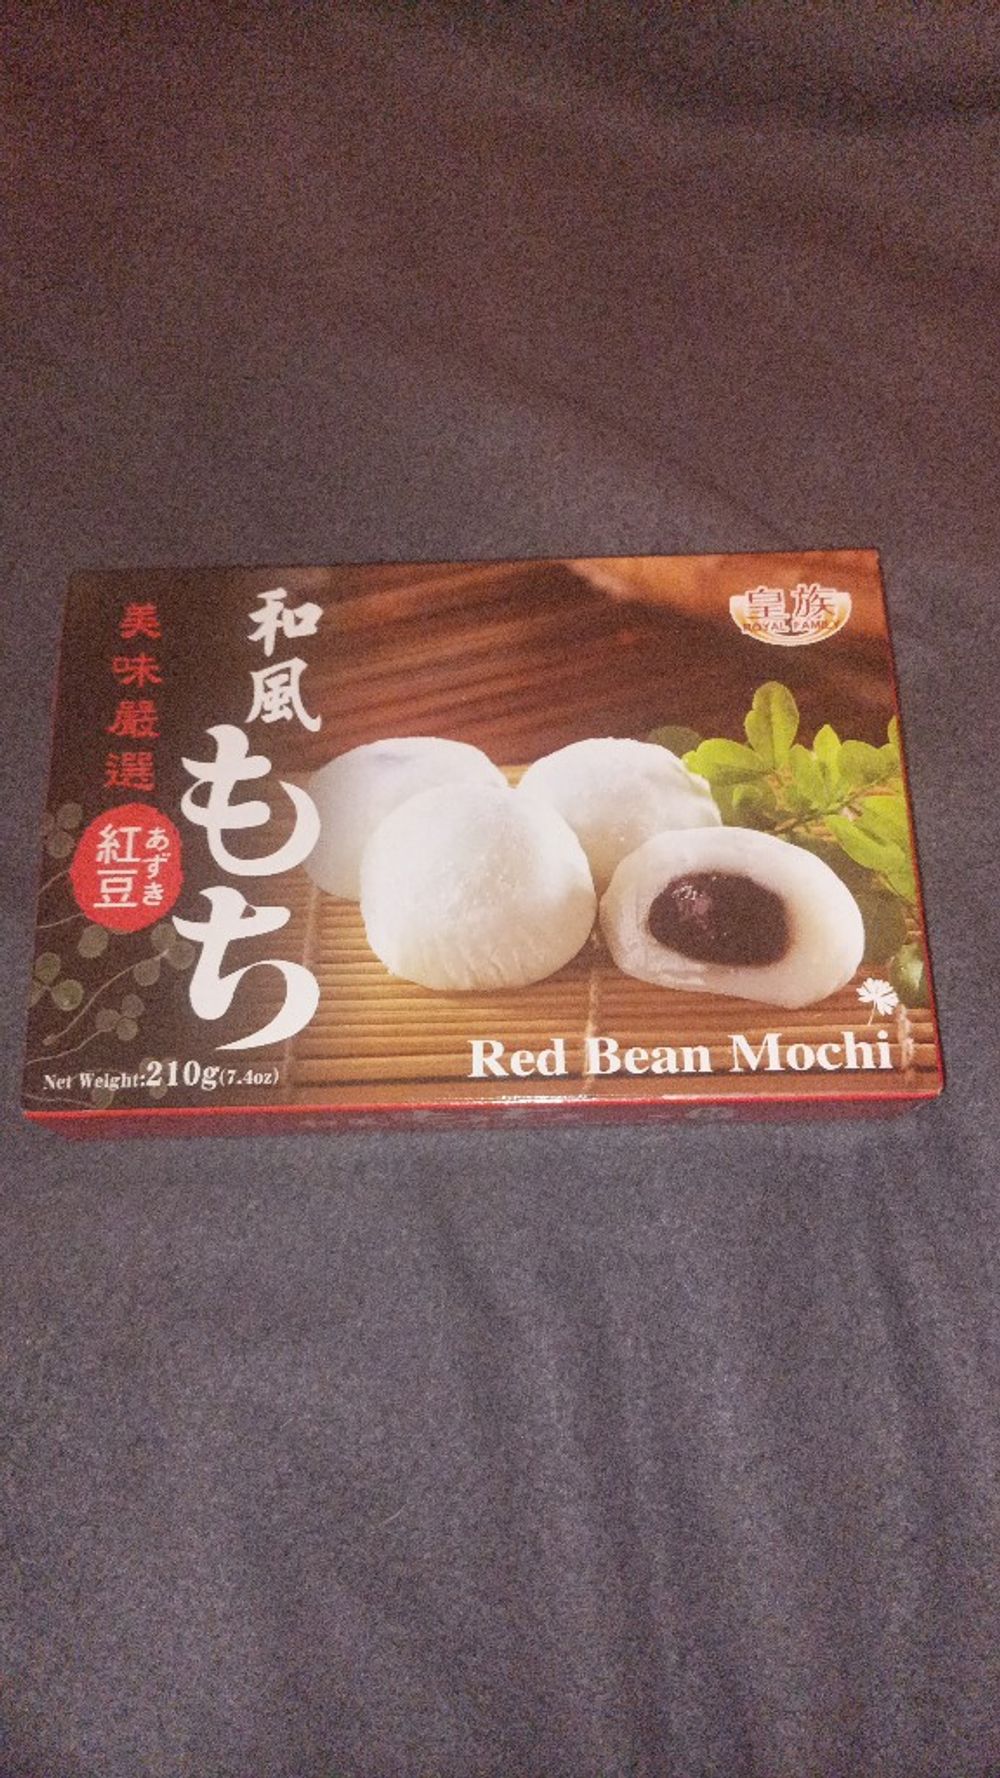 美味嚴選
紅豆
あずき
和風
もち
皇族
ROYAL FAMILY
Red Bean Mochi
Net Weight:210g(7.4oz)